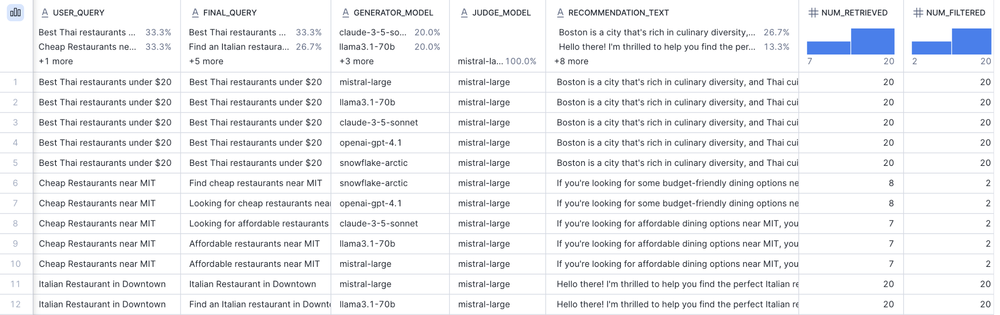 USER_QUERY FINAL_QUERY GENERATOR_MODEL JUDGE_MODEL RECOMMENDATION_TEXT NUM_RETRIEVED NUM_FILTERED
Best Thai restaurants ... 33.3% Best Thai restaurants ... 33.3% claude-3-5-so... 20.0% Boston is a city that's rich in culinary diversity,... 26.7%
Cheap Restaurants ne... 33.3% Find an Italian restaura... 26.7% llama3.1-70b 20.0% Hello there! I'm thrilled to help you find the per... 13.3%
+1 more +5 more +3 more mistral-la... 100.0% +8 more 7 20 2 20
1 Best Thai restaurants under $20 Best Thai restaurants under $20 mistral-large mistral-large Boston is a city that's rich in culinary diversity, and Thai cui 20 20
2 Best Thai restaurants under $20 Best Thai restaurants under $20 llama3.1-70b mistral-large Boston is a city that's rich in culinary diversity, and Thai cui 20 20
3 Best Thai restaurants under $20 Best Thai restaurants under $20 claude-3-5-sonnet mistral-large Boston is a city that's rich in culinary diversity, and Thai cui 20 20
4 Best Thai restaurants under $20 Best Thai restaurants under $20 openai-gpt-4.1 mistral-large Boston is a city that's rich in culinary diversity, and Thai cui 20 20
5 Best Thai restaurants under $20 Best Thai restaurants under $20 snowflake-arctic mistral-large Boston is a city that's rich in culinary diversity, and Thai cui 20 20
6 Cheap Restaurants near MIT Find cheap restaurants near MIT snowflake-arctic mistral-large If you're looking for some budget-friendly dining options ne 8 2
7 Cheap Restaurants near MIT Looking for cheap restaurants near openai-gpt-4.1 mistral-large If you're looking for some budget-friendly dining options ne 8 2
8 Cheap Restaurants near MIT Looking for affordable restaurants claude-3-5-sonnet mistral-large If you're looking for affordable dining options near MIT, you 7 2
9 Cheap Restaurants near MIT Affordable restaurants near MIT llama3.1-70b mistral-large If you're looking for affordable dining options near MIT, you 7 2
10 Cheap Restaurants near MIT Affordable restaurants near MIT mistral-large mistral-large If you're looking for affordable dining options near MIT, you 7 2
11 Italian Restaurant in Downtown Italian Restaurant in Downtown mistral-large mistral-large Hello there! I'm thrilled to help you find the perfect Italian re 20 20
12 Italian Restaurant in Downtown Find an Italian restaurant in Downto llama3.1-70b mistral-large Hello there! I'm thrilled to help you find the perfect Italian re 20 20